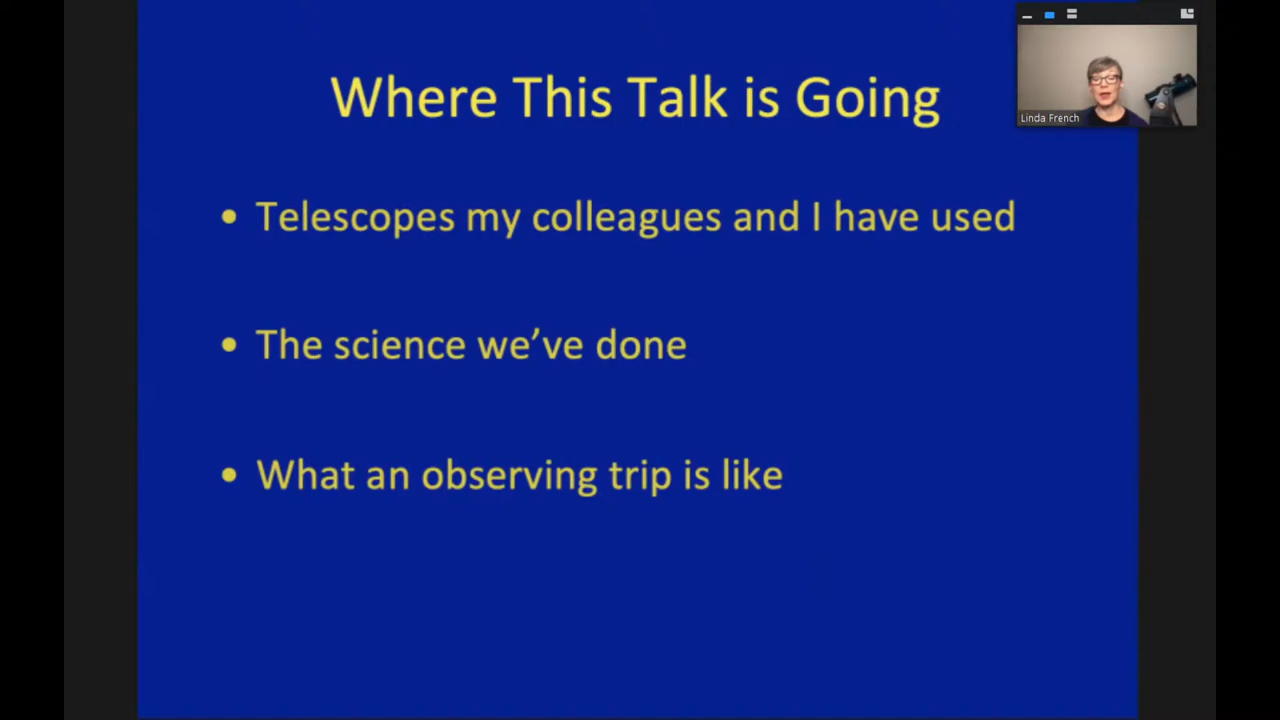 Where This Talk is Going
Linda French
• Telescopes my colleagues and I have used
• The science we’ve done
• What an observing trip is like